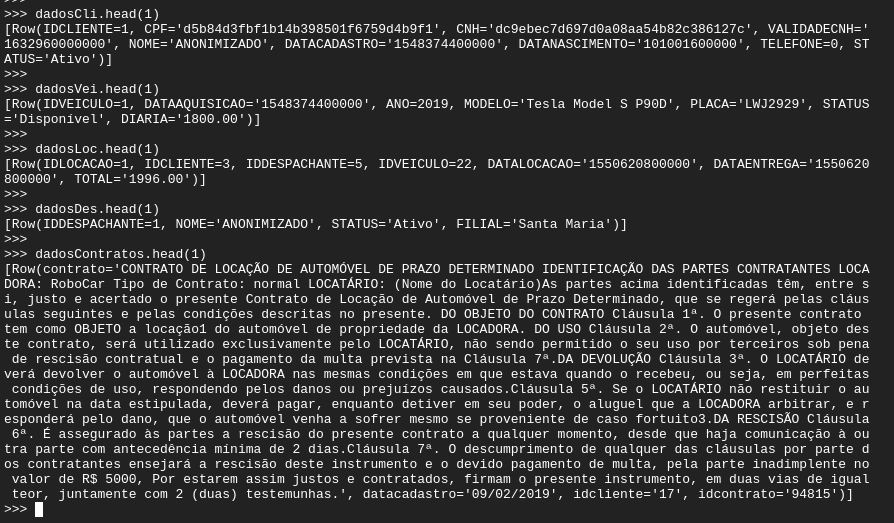 >>>
>>> dadosCli.head(1)
[Row(IDCLIENTE=1, CPF='d5b84d3fbf1b14b398501f6759d4b9f1', CNH='dc9ebec7d697d0a08aa54b82c386127c', VALIDADECNH='
1632960000000', NOME='ANONIMIZADO', DATACADASTRO='1548374400000', DATANASCIMENTO='101001600000', TELEFONE=0, ST
ATUS='Ativo')]
>>>
>>> dadosVei.head(1)
[Row(IDVEICULO=1, DATAAQUISICAO='1548374400000', ANO=2019, MODELO='Tesla Model S P90D', PLACA='LWJ2929', STATUS
='Disponível', DIARIA='1800.00')]
>>>
>>> dadosLoc.head(1)
[Row(IDLOCACAO=1, IDCLIENTE=3, IDDESPACHANTE=5, IDVEICULO=22, DATALOCACAO='1550620800000', DATAENTREGA='1550620
800000', TOTAL='1996.00')]
>>>
>>> dadosDes.head(1)
[Row(IDDESPACHANTE=1, NOME='ANONIMIZADO', STATUS='Ativo', FILIAL='Santa Maria')]
>>>
>>> dadosContratos.head(1)
[Row(contrato='CONTRATO DE LOCAÇÃO DE AUTOMÓVEL DE PRAZO DETERMINADO IDENTIFICAÇÃO DAS PARTES CONTRATANTES LOCA
DORA: RoboCar Tipo de Contrato: normal LOCATÁRIO: (Nome do Locatário)As partes acima identificadas têm, entre s
i, justo e acertado o presente Contrato de Locação de Automóvel de Prazo Determinado, que se regerá pelas cláus
ulas seguintes e pelas condições descritas no presente. DO OBJETO DO CONTRATO Cláusula 1ª. O presente contrato
tem como OBJETO a locação1 do automóvel de propriedade da LOCADORA. DO USO Cláusula 2ª. O automóvel, objeto des
te contrato, será utilizado exclusivamente pelo LOCATÁRIO, não sendo permitido o seu uso por terceiros sob pena
de rescisão contratual e o pagamento da multa prevista na Cláusula 7ª.DA DEVOLUÇÃO Cláusula 3ª. O LOCATÁRIO de
verá devolver o automóvel à LOCADORA nas mesmas condições em que estava quando o recebeu, ou seja, em perfeitas
condições de uso, respondendo pelos danos ou prejuízos causados.Cláusula 5ª. Se o LOCATÁRIO não restituir o au
tomóvel na data estipulada, deverá pagar, enquanto detiver em seu poder, o aluguel que a LOCADORA arbitrar, e r
esponderá pelo dano, que o automóvel venha a sofrer mesmo se proveniente de caso fortuito3.DA RESCISÃO Cláusula
6ª. É assegurado às partes a rescisão do presente contrato a qualquer momento, desde que haja comunicação à ou
tra parte com antecedência mínima de 2 dias.Cláusula 7ª. O descumprimento de qualquer das cláusulas por parte d
os contratantes ensejará a rescisão deste instrumento e o devido pagamento de multa, pela parte inadimplente no
valor de R$ 5000, Por estarem assim justos e contratados, firmam o presente instrumento, em duas vias de igual
teor, juntamente com 2 (duas) testemunhas.', datacadastro='09/02/2019', idcliente='17', idcontrato='94815')]
>>>